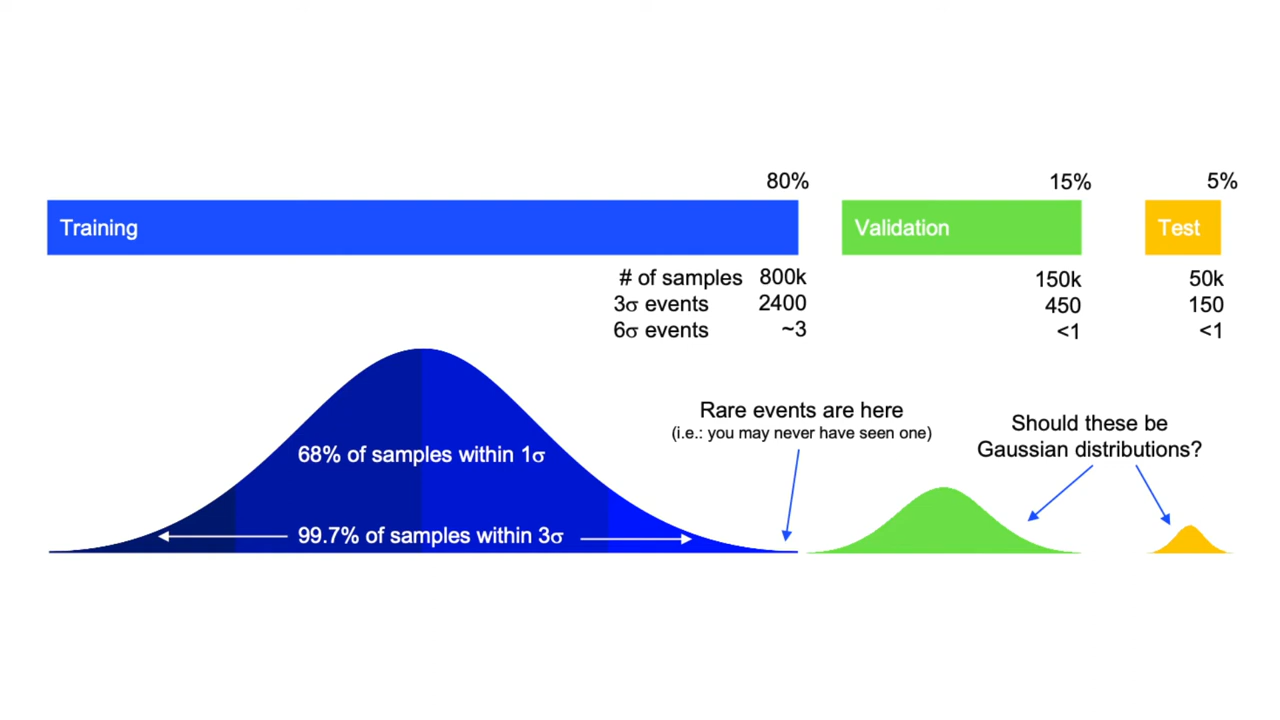 80%
15%
5%
Training
Validation
Test
# of samples 800k
150k
50k
3σ events 2400
450
150
6σ events ~3
<1
<1
Rare events are here
(i.e.: you may never have seen one)
Should these be
Gaussian distributions?
68% of samples within 1σ
99.7% of samples within 3σ